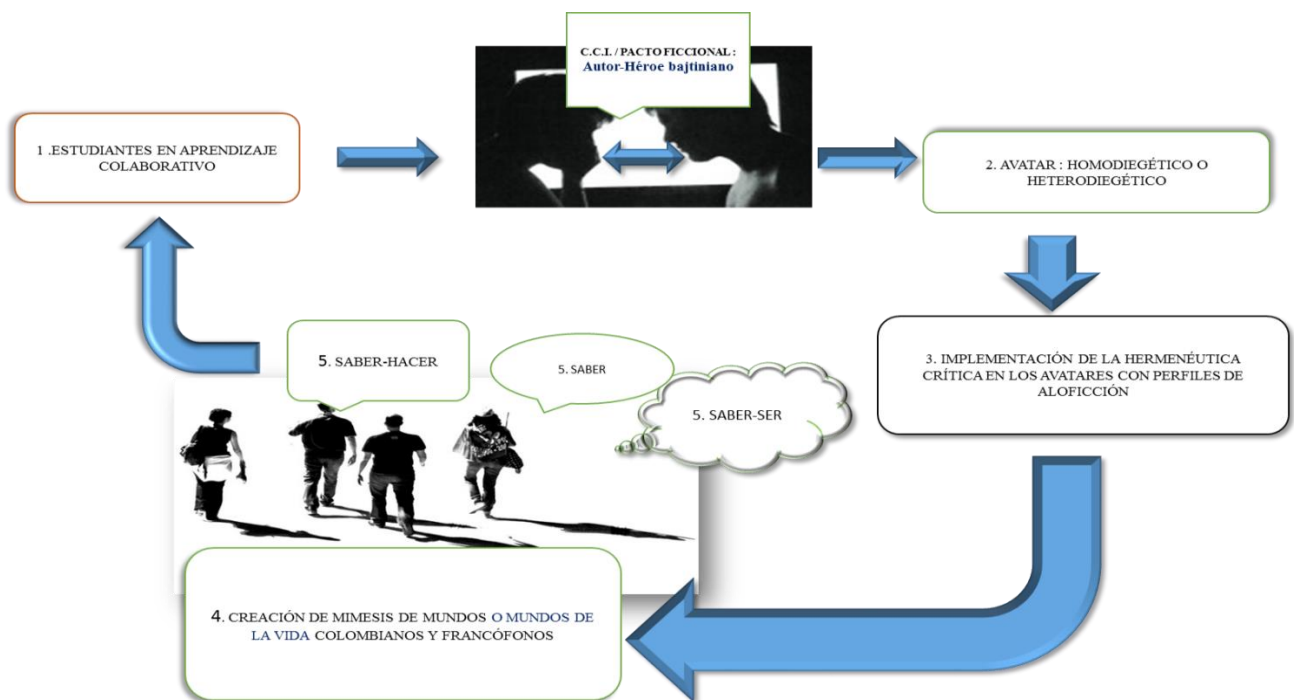 C.C.I. / PACTO FICCIONAL :
Autor-Héroe bajtiniano
1 .ESTUDIANTES EN APRENDIZAJE
COLABORATIVO
2. AVATAR : HOMODIEGÉTICO O
HETERODIEGÉTICO
3. IMPLEMENTACIÓN DE LA HERMENÉUTICA
CRÍTICA EN LOS AVATARES CON PERFILES DE
ALOFICCIÓN
5. SABER-HACER
5. SABER
5. SABER-SER
4. CREACIÓN DE MIMESIS DE MUNDOS O MUNDOS DE
LA VIDA COLOMBIANOS Y FRANCÓFONOS